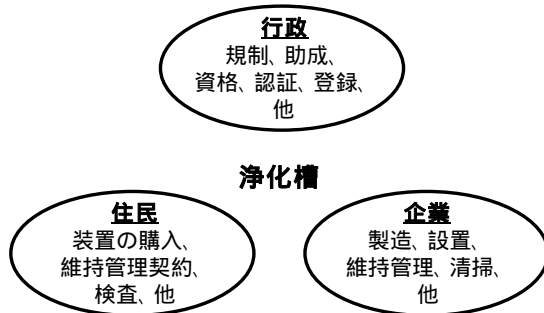 行政
規制、助成、
資格、認証、登録、
他
浄化槽
住民
装置の購入、
維持管理契約、
検査、他
企業
製造、設置、
維持管理、清掃、
他